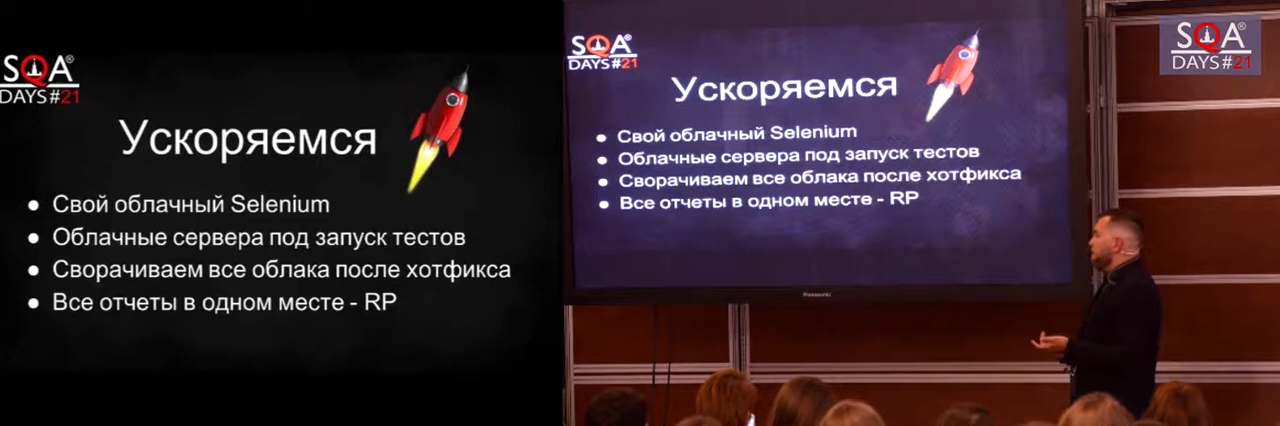 SQA®
DAYS#21
Ускоряемся
● Свой облачный Selenium
● Облачные сервера под запуск тестов
● Сворачиваем все облака после хотфикса
● Все отчеты в одном месте - RP
SQA®
DAYS#21
Ускоряемся
● Свой облачный Selenium
● Облачные сервера под запуск тестов
● Сворачиваем все облака после хотфикса
● Все отчеты в одном месте - RP
Panasonic
SQA®
DAYS#21